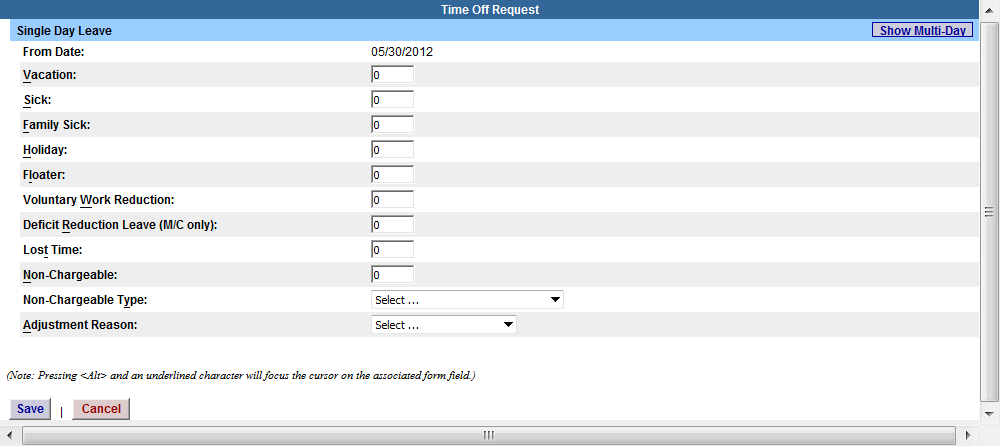 Time Off Request
Single Day Leave Show Multi-Day
From Date: 05/30/2012
Vacation: 0
Sick: 0
Family Sick: 0
Holiday: 0
Floater: 0
Voluntary Work Reduction: 0
Deficit Reduction Leave (M/C only): 0
Lost Time: 0
Non-Chargeable: 0
Non-Chargeable Type: Select ...
Adjustment Reason: Select ...
(Note: Pressing <Alt> and an underlined character will focus the cursor on the associated form field.)
Save | Cancel